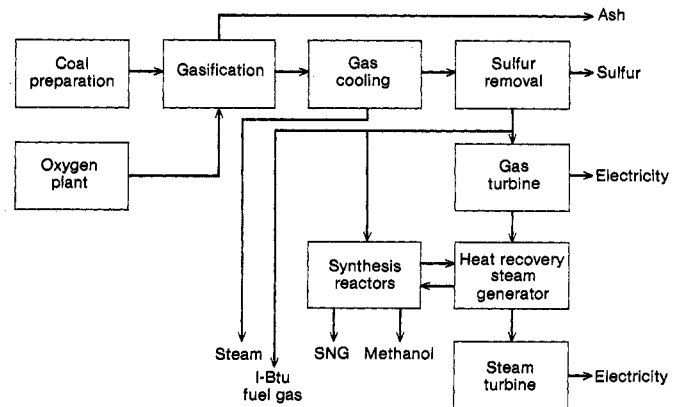 Ash
Coal
preparation
Gasification
Gas
cooling
Sulfur
removal
Sulfur
Oxygen
plant
Gas
turbine
Electricity
Synthesis
reactors
Heat recovery
steam
generator
Steam
I-Btu
fuel gas
SNG
Methanol
Steam
turbine
Electricity